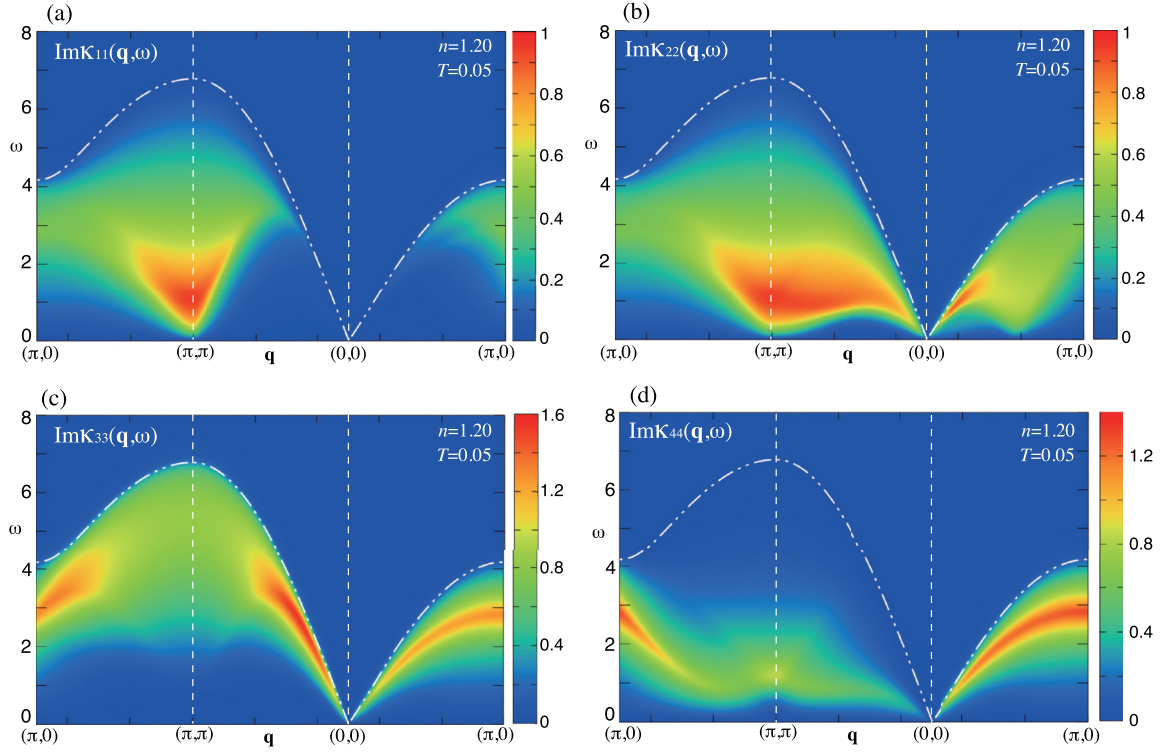 (a)
8
6
ω
4
2
0
Imκ11(q,ω)
n=1.20
T=0.05
(π,0)
(π,π)
q
(0,0)
(π,0)
1
0.8
0.6
0.4
0.2
0
(b)
8
6
ω
4
2
0
Imκ22(q,ω)
n=1.20
T=0.05
(π,0)
(π,π)
q
(0,0)
(π,0)
1
0.8
0.6
0.4
0.2
0
(c)
8
6
ω
4
2
0
Imκ33(q,ω)
n=1.20
T=0.05
(π,0)
(π,π)
q
(0,0)
(π,0)
1.6
1.2
0.8
0.4
0
(d)
8
6
ω
4
2
0
Imκ44(q,ω)
n=1.20
T=0.05
(π,0)
(π,π)
q
(0,0)
(π,0)
1.2
0.8
0.4
0